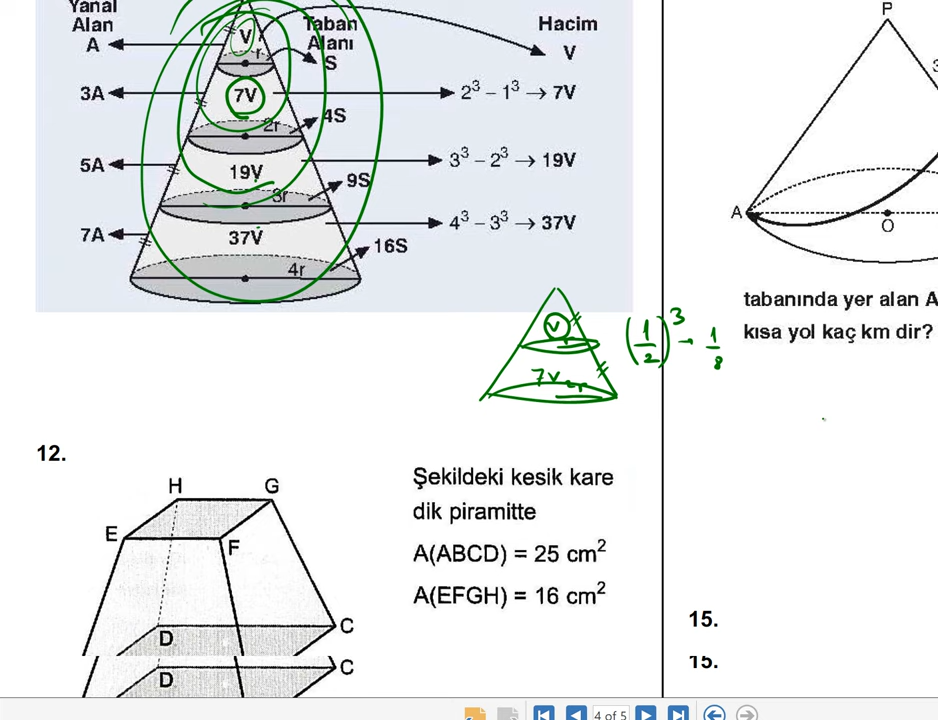 Yanal
Alan
Taban
Alanı
Hacim
A
V
r
S
V
3A
7V
2³ – 1³ → 7V
2r
4S
5A
19V
3³ – 2³ → 19V
3r
9S
7A
37V
4³ – 3³ → 37V
4r
16S
V
r
7V
2r
(1/2)³ → 1/8
P
3
A
O
tabanında yer alan A
kısa yol kaç km dir?
12.
H
G
E
F
D
C
D
C
Şekildeki kesik kare
dik piramitte
A(ABCD) = 25 cm²
A(EFGH) = 16 cm²
15.
15.
4 of 5